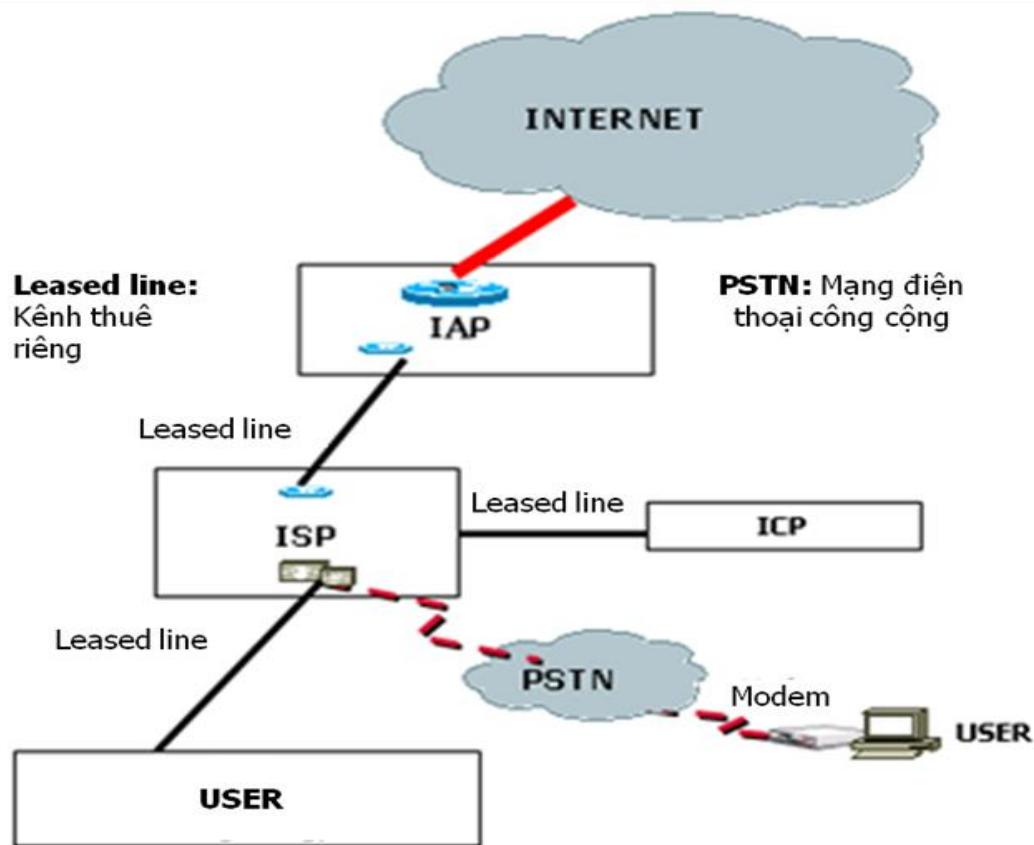 INTERNET
Leased line:
Kênh thuê
riêng
PSTN: Mạng điện
thoại công cộng
IAP
Leased line
ISP
Leased line
ICP
Leased line
PSTN
Modem
USER
USER